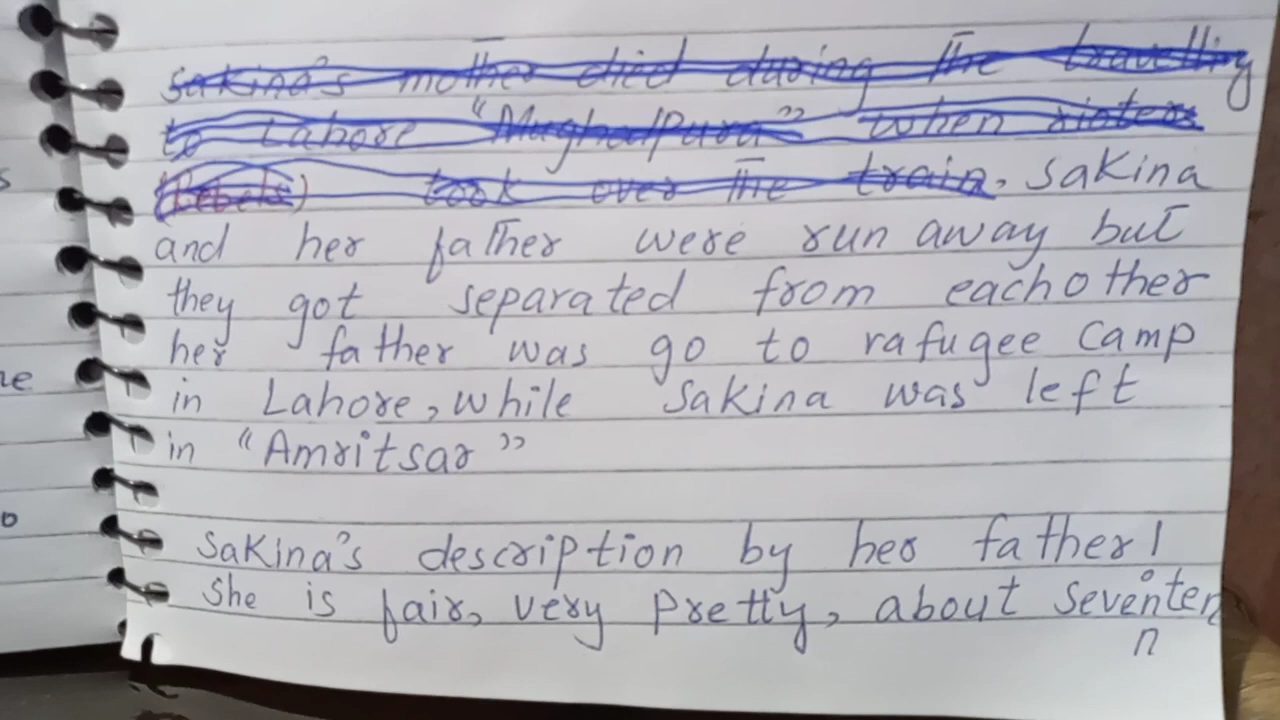 sakina's mother died during the travelling
to Lahore "MughalPura" when rioters
(Rebels) took over the train. Sakina
and her father were run away but
they got separated from eachother
her father was go to rafugee camp
in Lahore, while Sakina was left
in "Amritsar"
Sakina's description by her father!
She is fair, very Pretty, about Seventen
n
s
o